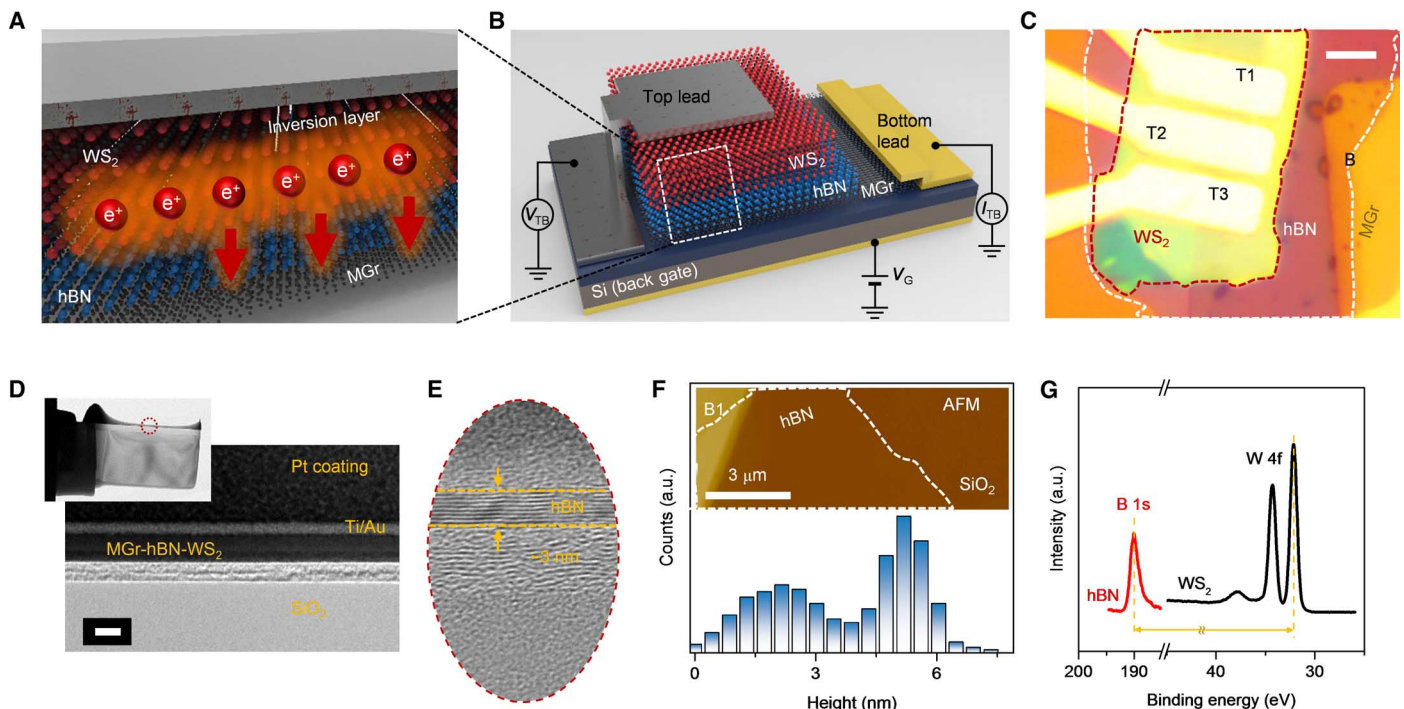 A
Inversion layer
WS2
e+ e+ e+ e+ e+ e+
MGr
hBN
B
Top lead
Bottom lead
WS2
hBN
MGr
VTB
ITB
Si (back gate)
VG
C
T1
T2
T3
B
WS2
hBN
MGr
D
Pt coating
Ti/Au
MGr-hBN-WS2
SiO2
E
hBN
~3 nm
F
B1
hBN
AFM
3 μm
SiO2
Counts (a.u.)
0 3 6
Height (nm)
G
W 4f
B 1s
hBN
WS2
≈
Intensity (a.u.)
200 190 40 30
Binding energy (eV)